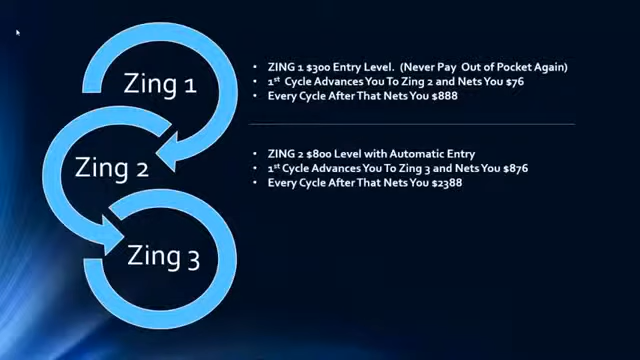 Zing 1
• ZING 1 $300 Entry Level. (Never Pay Out of Pocket Again)
• 1st Cycle Advances You To Zing 2 and Nets You $76
• Every Cycle After That Nets You $888
Zing 2
• ZING 2 $800 Level with Automatic Entry
• 1st Cycle Advances You To Zing 3 and Nets You $876
• Every Cycle After That Nets You $2388
Zing 3